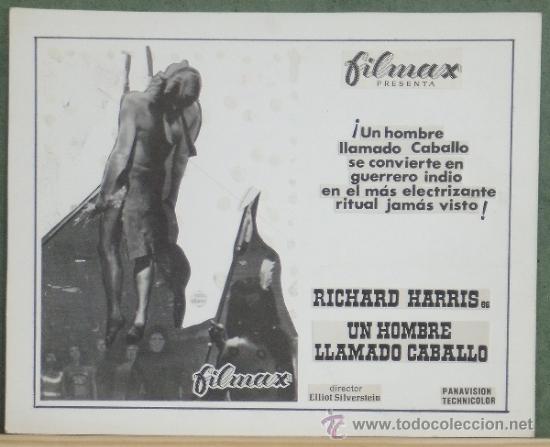 filmax
PRESENTA
¡Un hombre
llamado Caballo
se convierte en
guerrero indio
en el más electrizante
ritual jamás visto!
RICHARD HARRIS es
UN HOMBRE
LLAMADO CABALLO
filmax
director
Elliot Silverstein
PANAVISION
TECHNICOLOR
todocoleccion.net